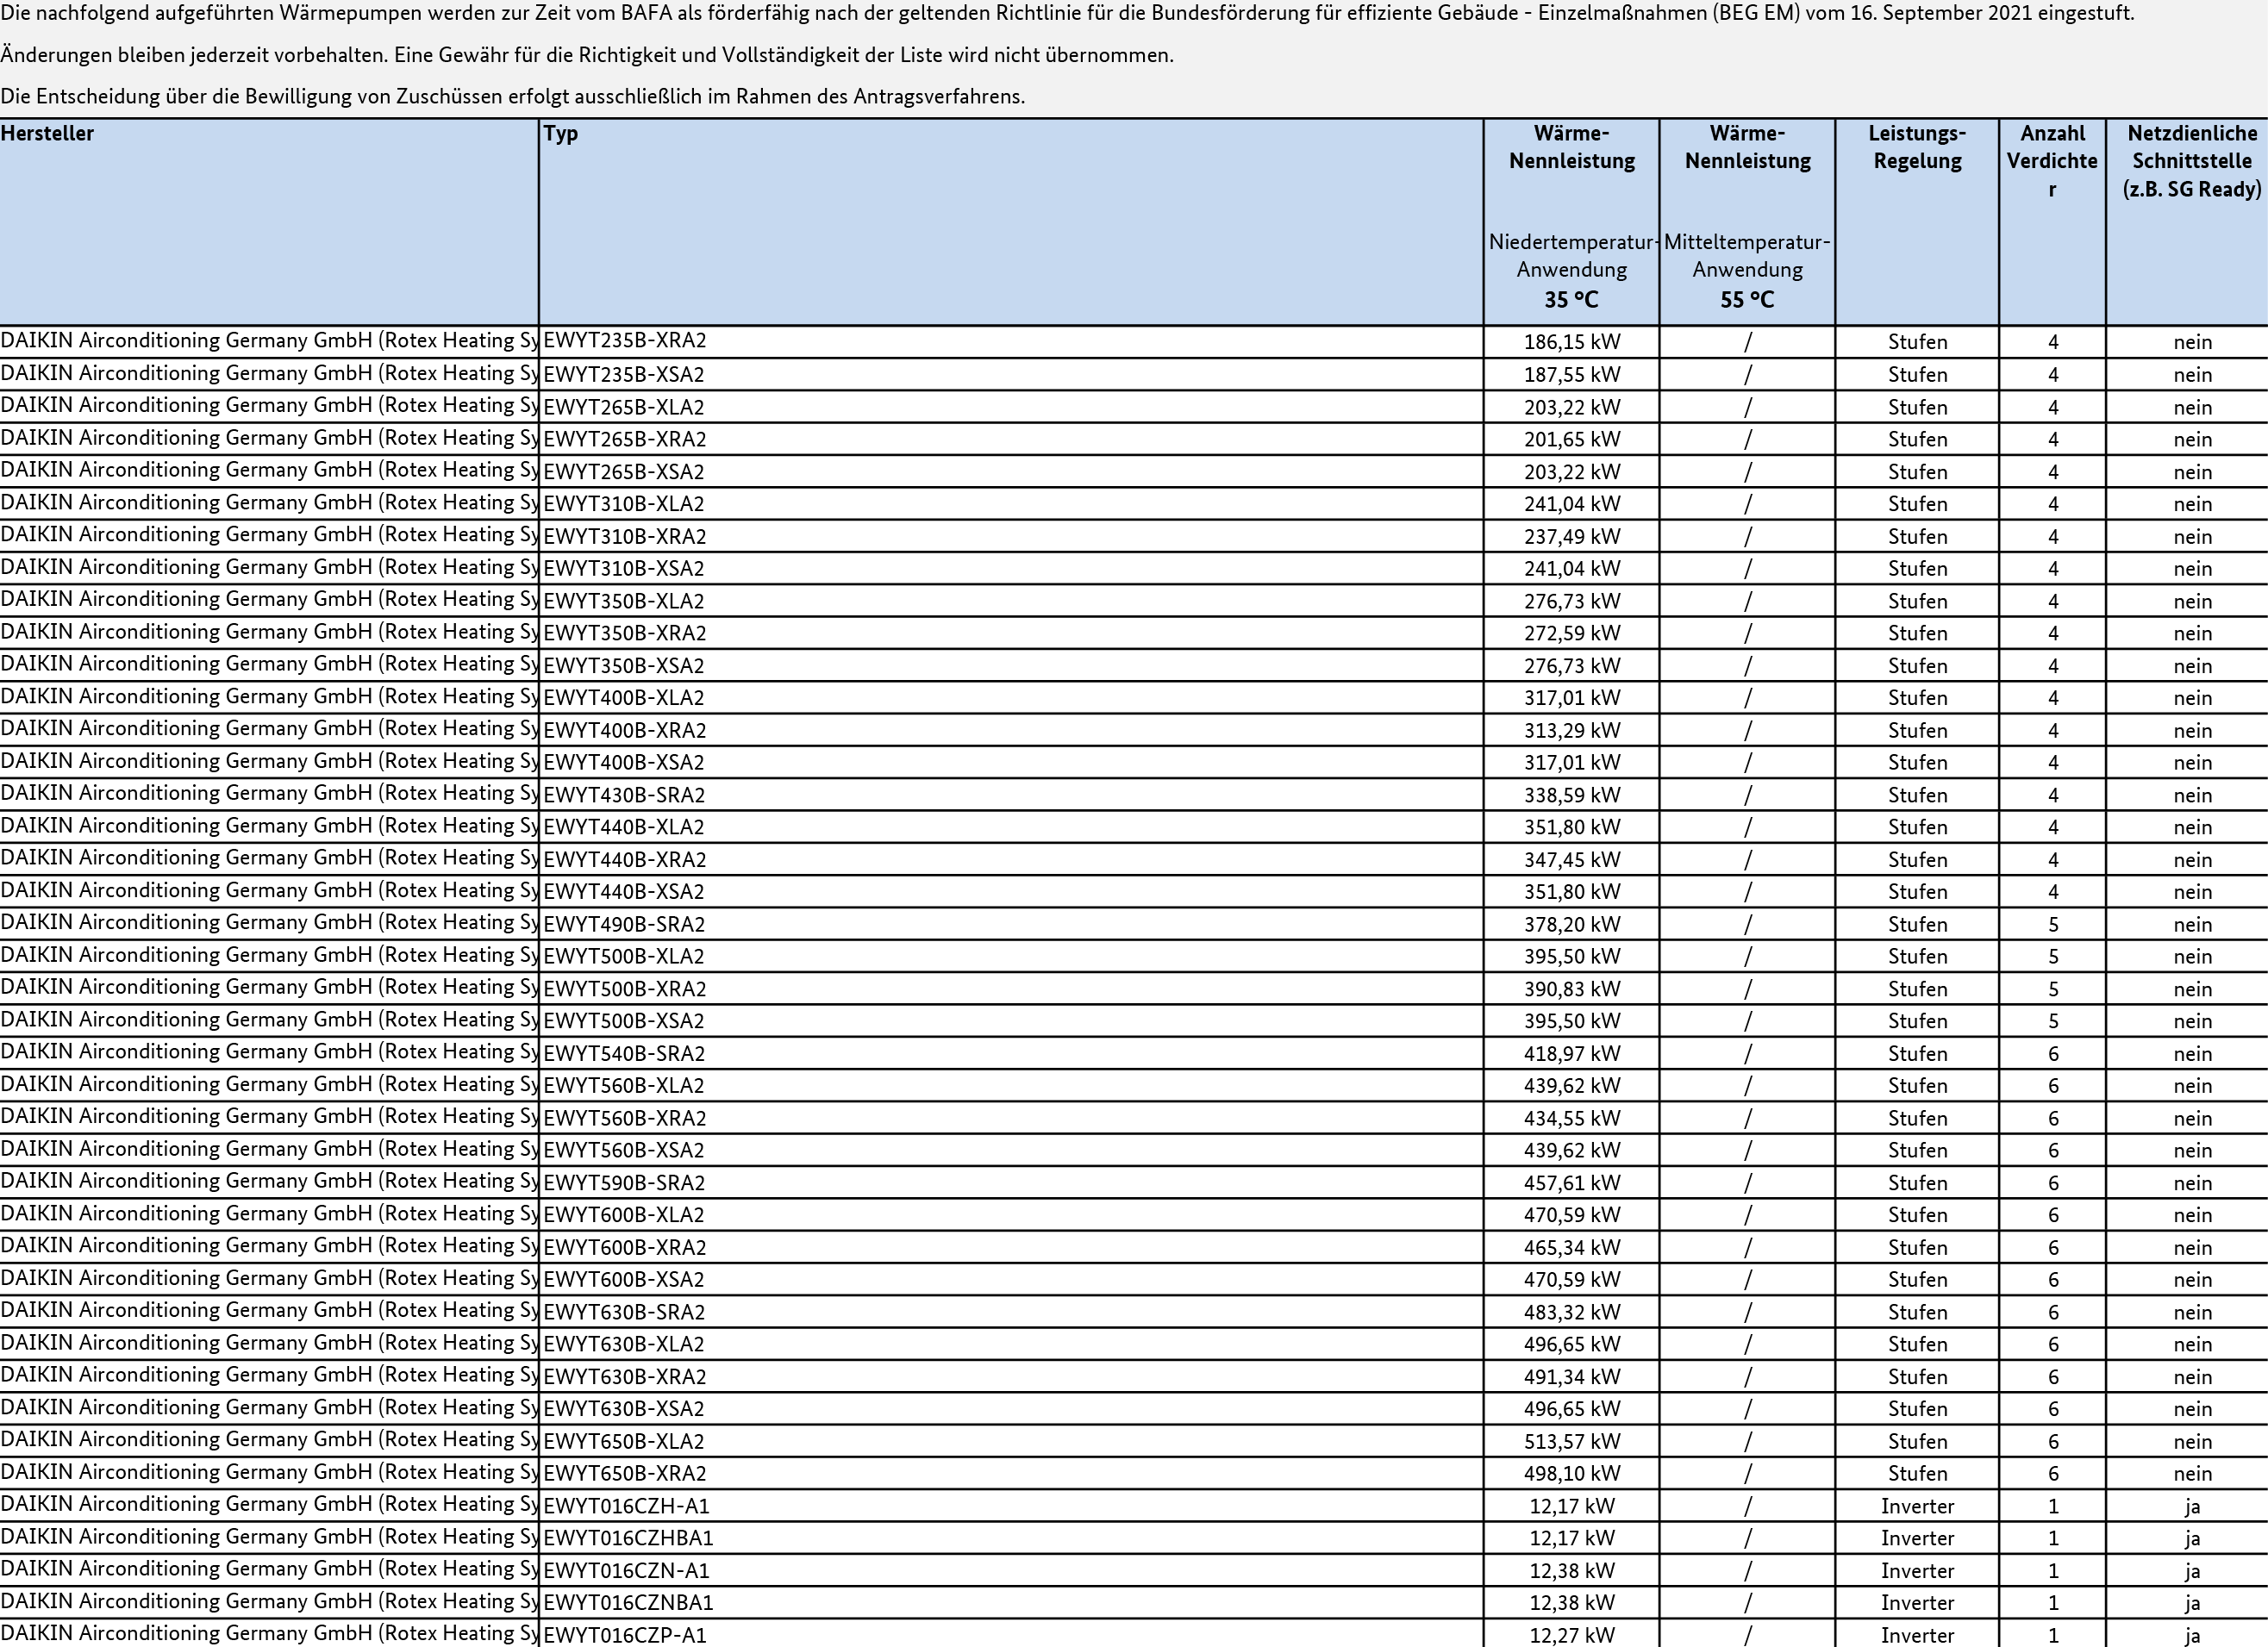 Die nachfolgend aufgeführten Wärmepumpen werden zur Zeit vom BAFA als förderfähig nach der geltenden Richtlinie für die Bundesförderung für effiziente Gebäude - Einzelmaßnahmen (BEG EM) vom 16. September 2021 eingestuft.
Änderungen bleiben jederzeit vorbehalten. Eine Gewähr für die Richtigkeit und Vollständigkeit der Liste wird nicht übernommen.
Die Entscheidung über die Bewilligung von Zuschüssen erfolgt ausschließlich im Rahmen des Antragsverfahrens.
Hersteller Typ Wärme- Wärme- Leistungs- Anzahl Netzdienliche
Nennleistung Nennleistung Regelung Verdichte Schnittstelle
r (z.B. SG Ready)
Niedertemperatur- Mitteltemperatur-
Anwendung Anwendung
35 °C 55 °C
DAIKIN Airconditioning Germany GmbH (Rotex Heating Sy EWYT235B-XRA2 186,15 kW / Stufen 4 nein
DAIKIN Airconditioning Germany GmbH (Rotex Heating Sy EWYT235B-XSA2 187,55 kW / Stufen 4 nein
DAIKIN Airconditioning Germany GmbH (Rotex Heating Sy EWYT265B-XLA2 203,22 kW / Stufen 4 nein
DAIKIN Airconditioning Germany GmbH (Rotex Heating Sy EWYT265B-XRA2 201,65 kW / Stufen 4 nein
DAIKIN Airconditioning Germany GmbH (Rotex Heating Sy EWYT265B-XSA2 203,22 kW / Stufen 4 nein
DAIKIN Airconditioning Germany GmbH (Rotex Heating Sy EWYT310B-XLA2 241,04 kW / Stufen 4 nein
DAIKIN Airconditioning Germany GmbH (Rotex Heating Sy EWYT310B-XRA2 237,49 kW / Stufen 4 nein
DAIKIN Airconditioning Germany GmbH (Rotex Heating Sy EWYT310B-XSA2 241,04 kW / Stufen 4 nein
DAIKIN Airconditioning Germany GmbH (Rotex Heating Sy EWYT350B-XLA2 276,73 kW / Stufen 4 nein
DAIKIN Airconditioning Germany GmbH (Rotex Heating Sy EWYT350B-XRA2 272,59 kW / Stufen 4 nein
DAIKIN Airconditioning Germany GmbH (Rotex Heating Sy EWYT350B-XSA2 276,73 kW / Stufen 4 nein
DAIKIN Airconditioning Germany GmbH (Rotex Heating Sy EWYT400B-XLA2 317,01 kW / Stufen 4 nein
DAIKIN Airconditioning Germany GmbH (Rotex Heating Sy EWYT400B-XRA2 313,29 kW / Stufen 4 nein
DAIKIN Airconditioning Germany GmbH (Rotex Heating Sy EWYT400B-XSA2 317,01 kW / Stufen 4 nein
DAIKIN Airconditioning Germany GmbH (Rotex Heating Sy EWYT430B-SRA2 338,59 kW / Stufen 4 nein
DAIKIN Airconditioning Germany GmbH (Rotex Heating Sy EWYT440B-XLA2 351,80 kW / Stufen 4 nein
DAIKIN Airconditioning Germany GmbH (Rotex Heating Sy EWYT440B-XRA2 347,45 kW / Stufen 4 nein
DAIKIN Airconditioning Germany GmbH (Rotex Heating Sy EWYT440B-XSA2 351,80 kW / Stufen 4 nein
DAIKIN Airconditioning Germany GmbH (Rotex Heating Sy EWYT490B-SRA2 378,20 kW / Stufen 5 nein
DAIKIN Airconditioning Germany GmbH (Rotex Heating Sy EWYT500B-XLA2 395,50 kW / Stufen 5 nein
DAIKIN Airconditioning Germany GmbH (Rotex Heating Sy EWYT500B-XRA2 390,83 kW / Stufen 5 nein
DAIKIN Airconditioning Germany GmbH (Rotex Heating Sy EWYT500B-XSA2 395,50 kW / Stufen 5 nein
DAIKIN Airconditioning Germany GmbH (Rotex Heating Sy EWYT540B-SRA2 418,97 kW / Stufen 6 nein
DAIKIN Airconditioning Germany GmbH (Rotex Heating Sy EWYT560B-XLA2 439,62 kW / Stufen 6 nein
DAIKIN Airconditioning Germany GmbH (Rotex Heating Sy EWYT560B-XRA2 434,55 kW / Stufen 6 nein
DAIKIN Airconditioning Germany GmbH (Rotex Heating Sy EWYT560B-XSA2 439,62 kW / Stufen 6 nein
DAIKIN Airconditioning Germany GmbH (Rotex Heating Sy EWYT590B-SRA2 457,61 kW / Stufen 6 nein
DAIKIN Airconditioning Germany GmbH (Rotex Heating Sy EWYT600B-XLA2 470,59 kW / Stufen 6 nein
DAIKIN Airconditioning Germany GmbH (Rotex Heating Sy EWYT600B-XRA2 465,34 kW / Stufen 6 nein
DAIKIN Airconditioning Germany GmbH (Rotex Heating Sy EWYT600B-XSA2 470,59 kW / Stufen 6 nein
DAIKIN Airconditioning Germany GmbH (Rotex Heating Sy EWYT630B-SRA2 483,32 kW / Stufen 6 nein
DAIKIN Airconditioning Germany GmbH (Rotex Heating Sy EWYT630B-XLA2 496,65 kW / Stufen 6 nein
DAIKIN Airconditioning Germany GmbH (Rotex Heating Sy EWYT630B-XRA2 491,34 kW / Stufen 6 nein
DAIKIN Airconditioning Germany GmbH (Rotex Heating Sy EWYT630B-XSA2 496,65 kW / Stufen 6 nein
DAIKIN Airconditioning Germany GmbH (Rotex Heating Sy EWYT650B-XLA2 513,57 kW / Stufen 6 nein
DAIKIN Airconditioning Germany GmbH (Rotex Heating Sy EWYT650B-XRA2 498,10 kW / Stufen 6 nein
DAIKIN Airconditioning Germany GmbH (Rotex Heating Sy EWYT016CZH-A1 12,17 kW / Inverter 1 ja
DAIKIN Airconditioning Germany GmbH (Rotex Heating Sy EWYT016CZHBA1 12,17 kW / Inverter 1 ja
DAIKIN Airconditioning Germany GmbH (Rotex Heating Sy EWYT016CZN-A1 12,38 kW / Inverter 1 ja
DAIKIN Airconditioning Germany GmbH (Rotex Heating Sy EWYT016CZNBA1 12,38 kW / Inverter 1 ja
DAIKIN Airconditioning Germany GmbH (Rotex Heating Sy EWYT016CZP-A1 12,27 kW / Inverter 1 ja